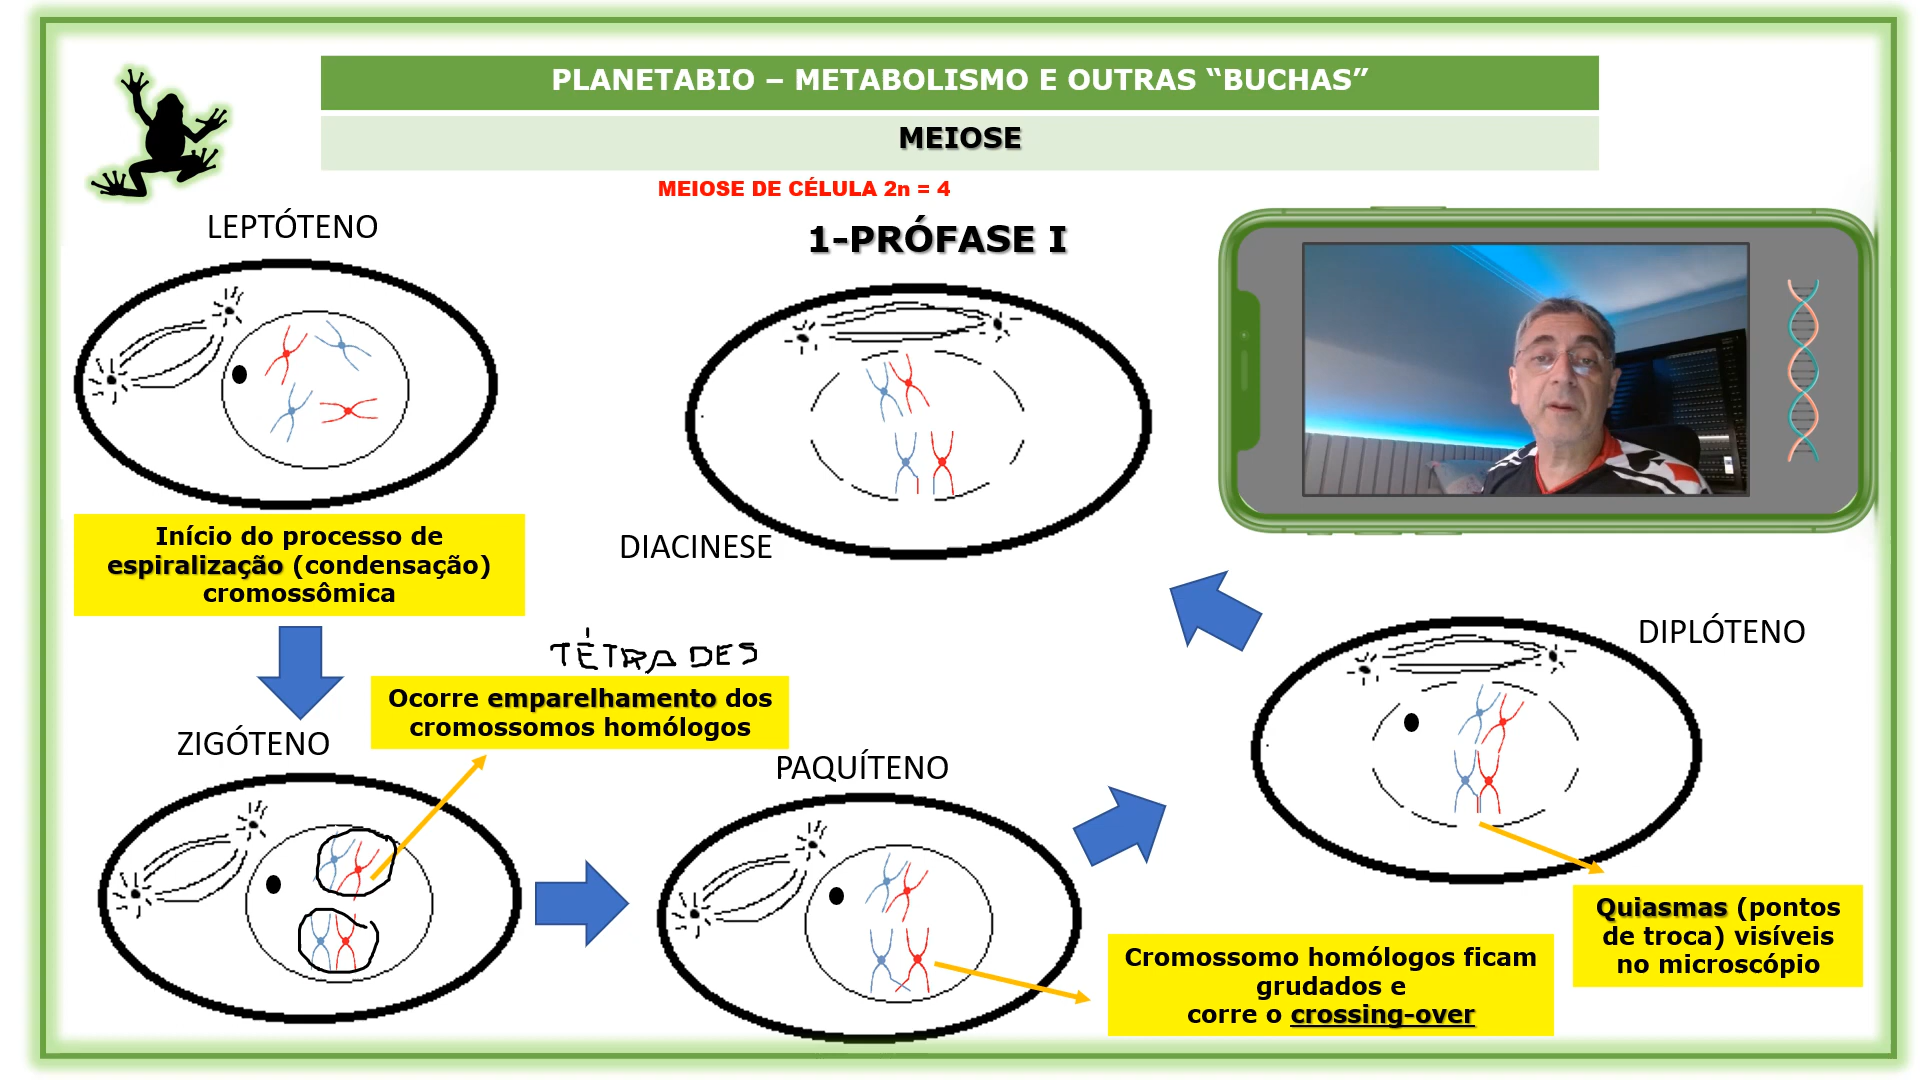 PLANETABIO – METABOLISMO E OUTRAS “BUCHAS”
MEIOSE
MEIOSE DE CÉLULA 2n = 4
1-PRÓFASE I
LEPTÓTENO
Início do processo de
espiralização (condensação)
cromossômica
DIACINESE
TÉTRADES
Ocorre emparelhamento dos
cromossomos homólogos
ZIGÓTENO
PAQUÍTENO
Cromossomo homólogos ficam
grudados e
corre o crossing-over
DIPLÓTENO
Quiasmas (pontos
de troca) visíveis
no microscópio